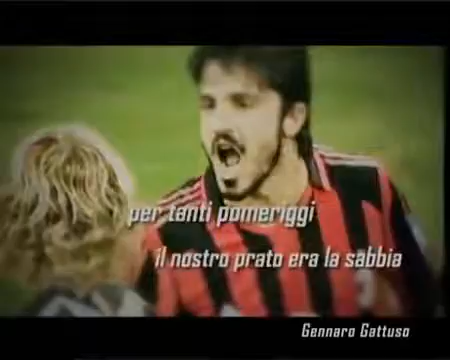 per tanti pomeriggi
il nostro prato era la sabbia
Gennaro Gattuso